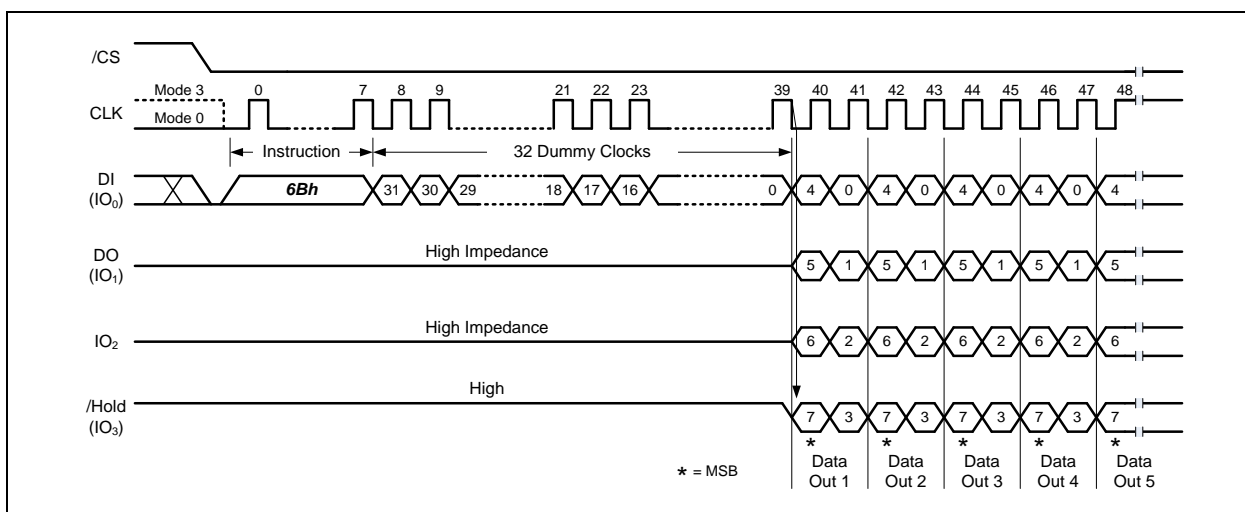 /CS
Mode 3 0 7 8 9 21 22 23 39 40 41 42 43 44 45 46 47 48
CLK
Mode 0
Instruction 32 Dummy Clocks
DI
(IO₀)
6Bh 31 30 29 18 17 16 0 4 0 4 0 4 0 4 0 4
DO
(IO₁)
High Impedance
5 1 5 1 5 1 5 1 5
IO₂
High Impedance
6 2 6 2 6 2 6 2 6
/Hold
(IO₃)
High
7 3 7 3 7 3 7 3 7
* * * * *
* = MSB
Data Out 1
Data Out 2
Data Out 3
Data Out 4
Data Out 5